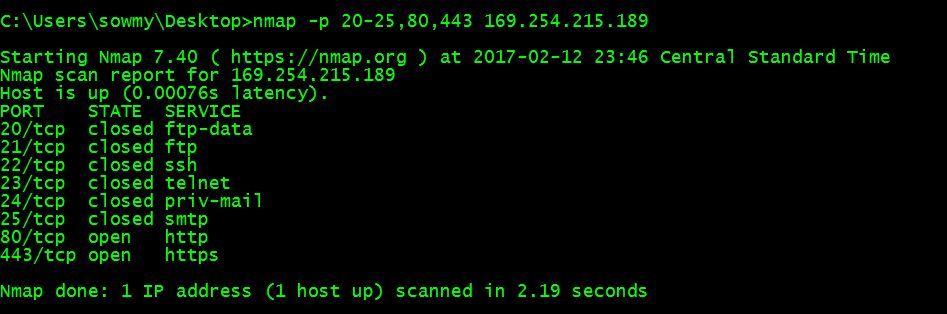 C:\Users\sowmy\Desktop>nmap -p 20-25,80,443 169.254.215.189
Starting Nmap 7.40 ( https://nmap.org ) at 2017-02-12 23:46 Central Standard Time
Nmap scan report for 169.254.215.189
Host is up (0.00076s latency).
PORT    STATE  SERVICE
20/tcp  closed ftp-data
21/tcp  closed ftp
22/tcp  closed ssh
23/tcp  closed telnet
24/tcp  closed priv-mail
25/tcp  closed smtp
80/tcp  open   http
443/tcp open   https
Nmap done: 1 IP address (1 host up) scanned in 2.19 seconds